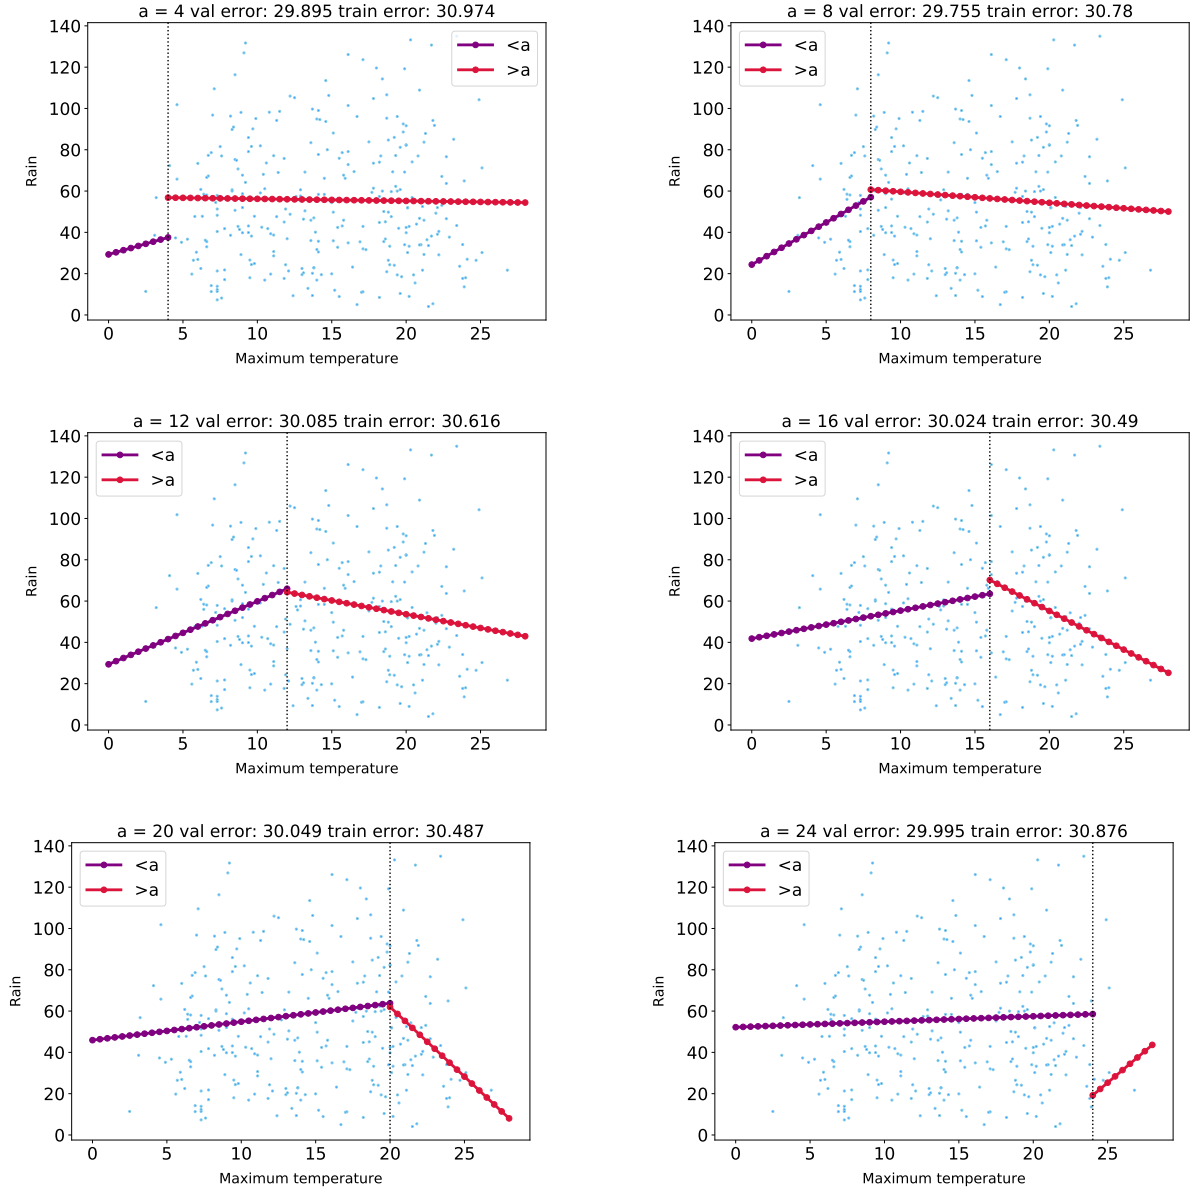 a = 4 val error: 29.895 train error: 30.974
140
120
100
80
60
40
20
0
Rain
<a
>a
0 5 10 15 20 25
Maximum temperature
a = 8 val error: 29.755 train error: 30.78
140
120
100
80
60
40
20
0
Rain
<a
>a
0 5 10 15 20 25
Maximum temperature
a = 12 val error: 30.085 train error: 30.616
140
120
100
80
60
40
20
0
Rain
<a
>a
0 5 10 15 20 25
Maximum temperature
a = 16 val error: 30.024 train error: 30.49
140
120
100
80
60
40
20
0
Rain
<a
>a
0 5 10 15 20 25
Maximum temperature
a = 20 val error: 30.049 train error: 30.487
140
120
100
80
60
40
20
0
Rain
<a
>a
0 5 10 15 20 25
Maximum temperature
a = 24 val error: 29.995 train error: 30.876
140
120
100
80
60
40
20
0
Rain
<a
>a
0 5 10 15 20 25
Maximum temperature